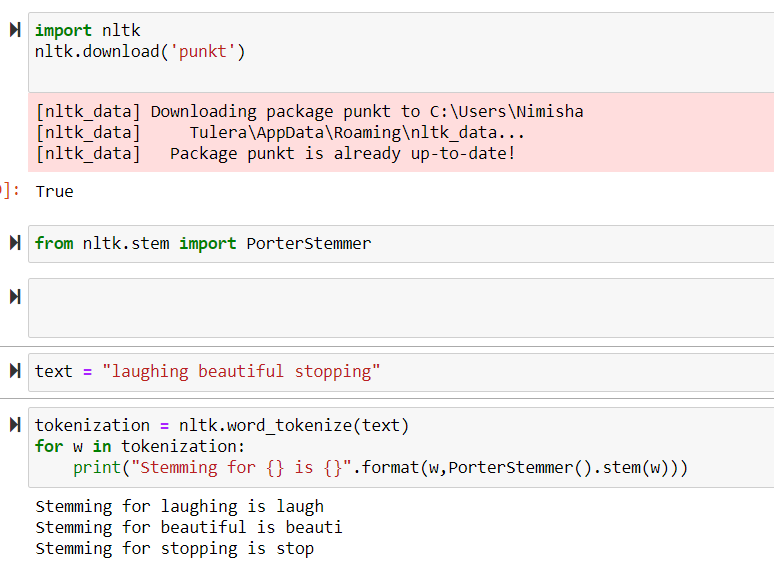 import nltk
nltk.download('punkt')
[nltk_data] Downloading package punkt to C:\Users\Nimisha
[nltk_data]     Tulera\AppData\Roaming\nltk_data...
[nltk_data]   Package punkt is already up-to-date!
]: True
from nltk.stem import PorterStemmer
text = "laughing beautiful stopping"
tokenization = nltk.word_tokenize(text)
for w in tokenization:
    print("Stemming for {} is {}".format(w,PorterStemmer().stem(w)))
Stemming for laughing is laugh
Stemming for beautiful is beauti
Stemming for stopping is stop